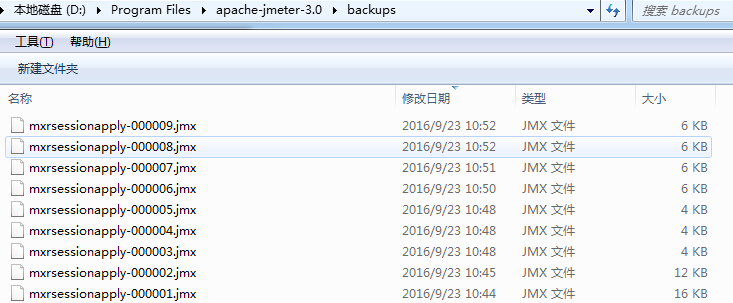 本地磁盘 (D:) Program Files apache-jmeter-3.0 backups 搜索 backups
工具(T) 帮助(H)
新建文件夹
名称 修改日期 类型 大小
mxrsessionapply-000009.jmx 2016/9/23 10:52 JMX 文件 6 KB
mxrsessionapply-000008.jmx 2016/9/23 10:52 JMX 文件 6 KB
mxrsessionapply-000007.jmx 2016/9/23 10:51 JMX 文件 6 KB
mxrsessionapply-000006.jmx 2016/9/23 10:50 JMX 文件 6 KB
mxrsessionapply-000005.jmx 2016/9/23 10:48 JMX 文件 4 KB
mxrsessionapply-000004.jmx 2016/9/23 10:48 JMX 文件 4 KB
mxrsessionapply-000003.jmx 2016/9/23 10:48 JMX 文件 4 KB
mxrsessionapply-000002.jmx 2016/9/23 10:45 JMX 文件 12 KB
mxrsessionapply-000001.jmx 2016/9/23 10:44 JMX 文件 16 KB